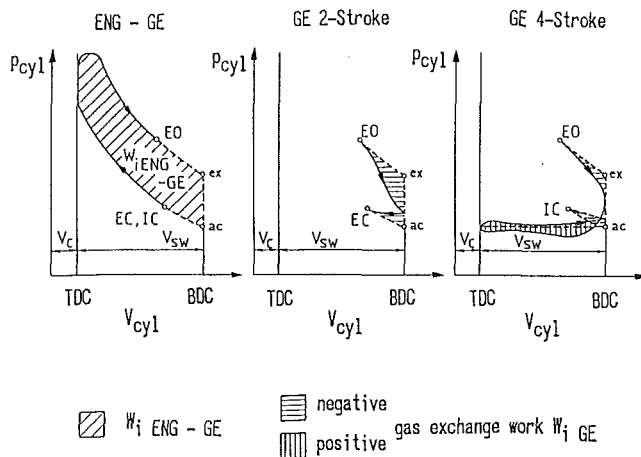 ENG - GE
GE 2-Stroke
GE 4-Stroke
Pcyl
EO
Wi ENG
-GE
EC, IC
ex
ac
Vc
Vsw
TDC
BDC
Vcyl
Pcyl
EO
EC
ex
ac
Vc
TDC
BDC
Vcyl
Pcyl
EO
IC
ex
ac
Vc
Vsw
TDC
BDC
Vcyl
Wi ENG - GE
negative
positive
gas exchange work Wi GE